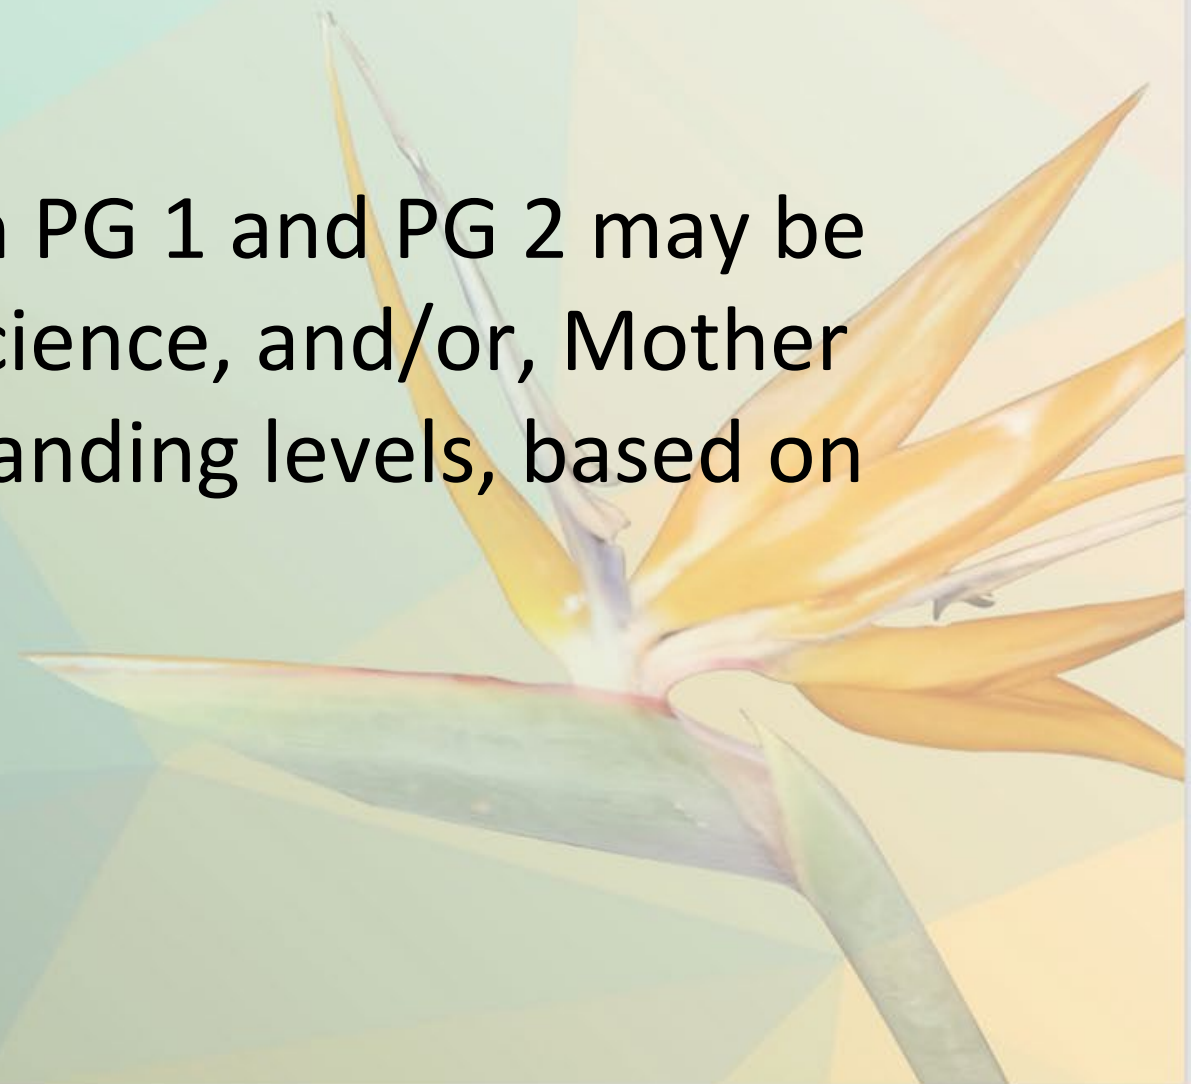 PG 1 and PG 2 may be
cience, and/or, Mother
anding levels, based on